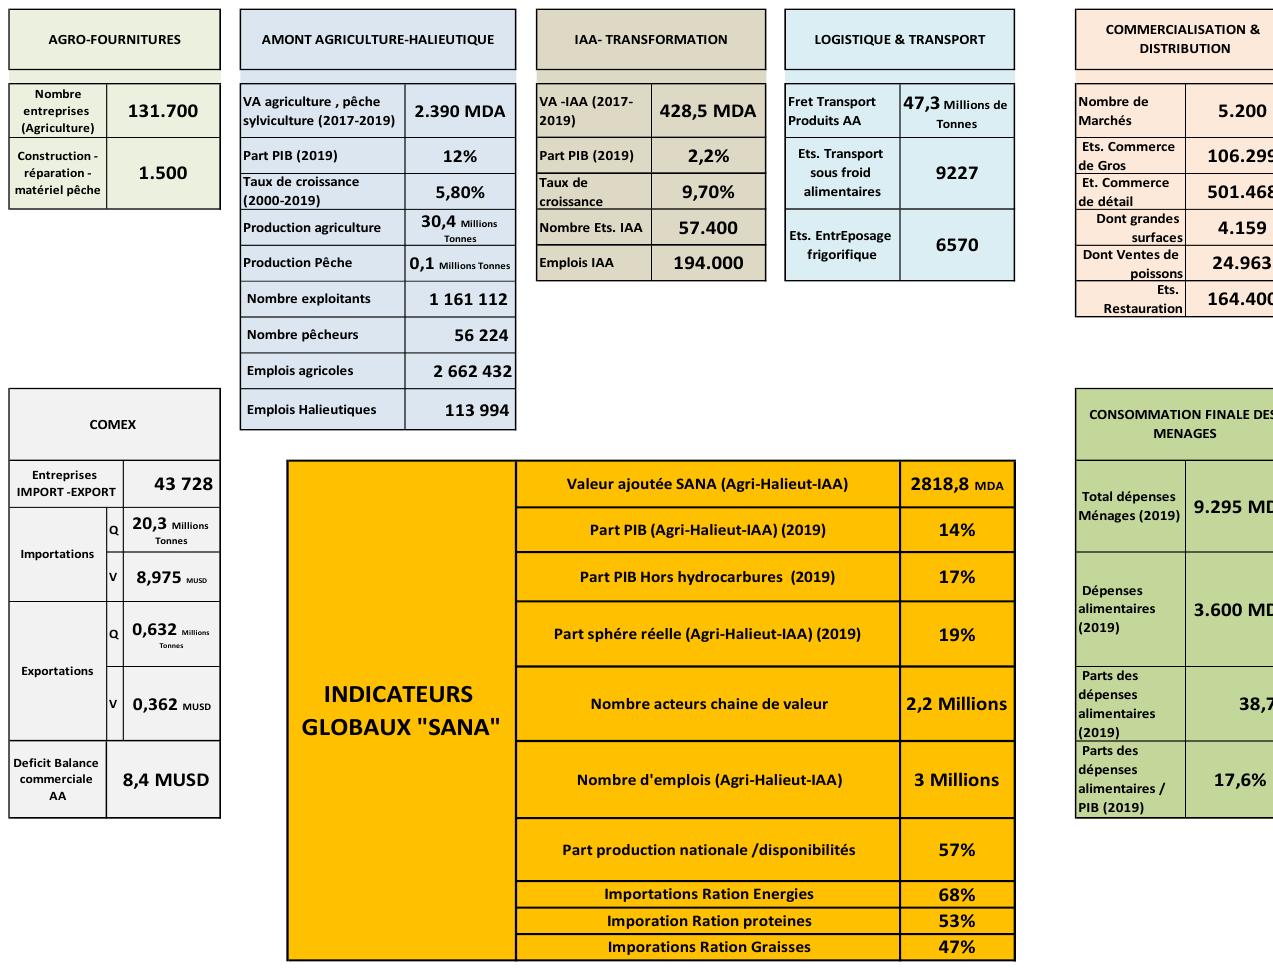 AGRO-FOURNITURES
Nombre
entreprises
(Agriculture)
131.700
Construction -
réparation -
matériel pêche
1.500
AMONT AGRICULTURE-HALIEUTIQUE
VA agriculture , pêche
sylviculture (2017-2019)
2.390 MDA
Part PIB (2019)
12%
Taux de croissance
(2000-2019)
5,80%
Production agriculture
30,4 Millions
Tonnes
Production Pêche
0,1 Millions Tonnes
Nombre exploitants
1 161 112
Nombre pêcheurs
56 224
Emplois agricoles
2 662 432
Emplois Halieutiques
113 994
IAA- TRANSFORMATION
VA -IAA (2017-
2019)
428,5 MDA
Part PIB (2019)
2,2%
Taux de
croissance
9,70%
Nombre Ets. IAA
57.400
Emplois IAA
194.000
LOGISTIQUE & TRANSPORT
Fret Transport
Produits AA
47,3 Millions de
Tonnes
Ets. Transport
sous froid
alimentaires
9227
Ets. EntrEposage
frigorifique
6570
COMMERCIALISATION &
DISTRIBUTION
Nombre de
Marchés
5.200
Ets. Commerce
de Gros
106.299
Et. Commerce
de détail
501.468
Dont grandes
surfaces
4.159
Dont Ventes de
poissons
24.963
Ets.
Restauration
164.400
COMEX
Entreprises
IMPORT -EXPORT
43 728
Importations
Q
20,3 Millions
Tonnes
V
8,975 MUSD
Exportations
Q
0,632 Millions
Tonnes
V
0,362 MUSD
Deficit Balance
commerciale
AA
8,4 MUSD
INDICATEURS
GLOBAUX "SANA"
Valeur ajoutée SANA (Agri-Halieut-IAA)
2818,8 MDA
Part PIB (Agri-Halieut-IAA) (2019)
14%
Part PIB Hors hydrocarbures (2019)
17%
Part sphére réelle (Agri-Halieut-IAA) (2019)
19%
Nombre acteurs chaine de valeur
2,2 Millions
Nombre d'emplois (Agri-Halieut-IAA)
3 Millions
Part production nationale /disponibilités
57%
Importations Ration Energies
68%
Imporation Ration proteines
53%
Imporations Ration Graisses
47%
CONSOMMATION FINALE DES
MENAGES
Total dépenses
Ménages (2019)
9.295 MD
Dépenses
alimentaires
(2019)
3.600 MD
Parts des
dépenses
alimentaires
(2019)
38,7
Parts des
dépenses
alimentaires /
PIB (2019)
17,6%